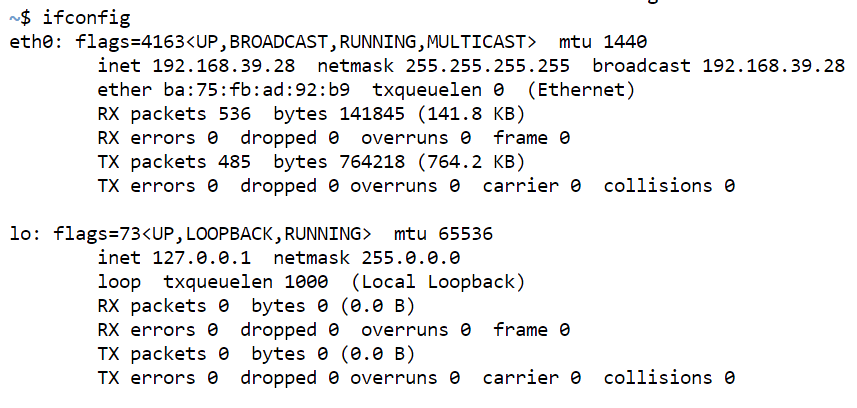 ~$ ifconfig
eth0: flags=4163<UP,BROADCAST,RUNNING,MULTICAST>  mtu 1440
        inet 192.168.39.28  netmask 255.255.255.255  broadcast 192.168.39.28
        ether ba:75:fb:ad:92:b9  txqueuelen 0  (Ethernet)
        RX packets 536  bytes 141845 (141.8 KB)
        RX errors 0  dropped 0  overruns 0  frame 0
        TX packets 485  bytes 764218 (764.2 KB)
        TX errors 0  dropped 0 overruns 0  carrier 0  collisions 0

lo: flags=73<UP,LOOPBACK,RUNNING>  mtu 65536
        inet 127.0.0.1  netmask 255.0.0.0
        loop  txqueuelen 1000  (Local Loopback)
        RX packets 0  bytes 0 (0.0 B)
        RX errors 0  dropped 0  overruns 0  frame 0
        TX packets 0  bytes 0 (0.0 B)
        TX errors 0  dropped 0 overruns 0  carrier 0  collisions 0